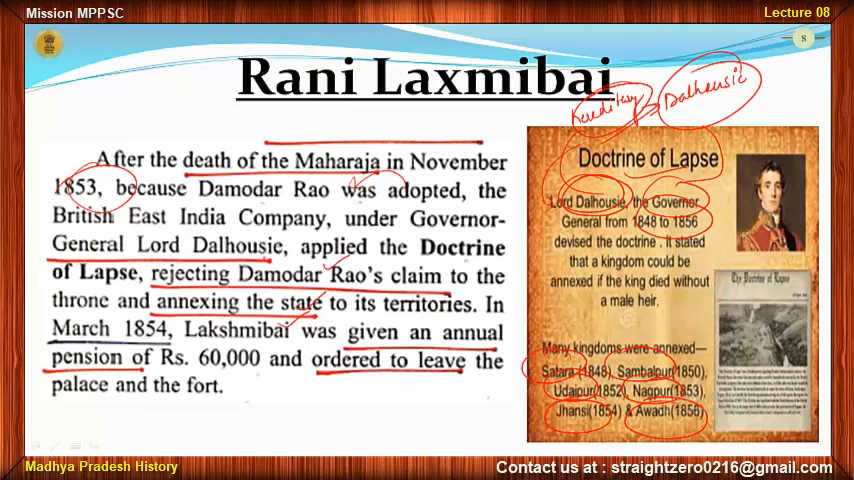 Mission MPPSC
Lecture 08
8
Rani Laxmibai
hereditary
Dalhousie
After the death of the Maharaja in November
1853, because Damodar Rao was adopted, the
British East India Company, under Governor-
General Lord Dalhousie, applied the Doctrine
of Lapse, rejecting Damodar Rao's claim to the
throne and annexing the state to its territories. In
March 1854, Lakshmibai was given an annual
pension of Rs. 60,000 and ordered to leave the
palace and the fort.
Doctrine of Lapse
Lord Dalhousie, the Governor
General from 1848 to 1856
devised the doctrine . It stated
that a kingdom could be
annexed if the king died without
a male heir.
Many kingdoms were annexed—
Satara (1848), Sambalpur(1850),
Udaipur(1852), Nagpur(1853),
Jhansi(1854) & Awadh(1856)
The Doctrine of Lapse
Madhya Pradesh History
Contact us at : straightzero0216@gmail.com